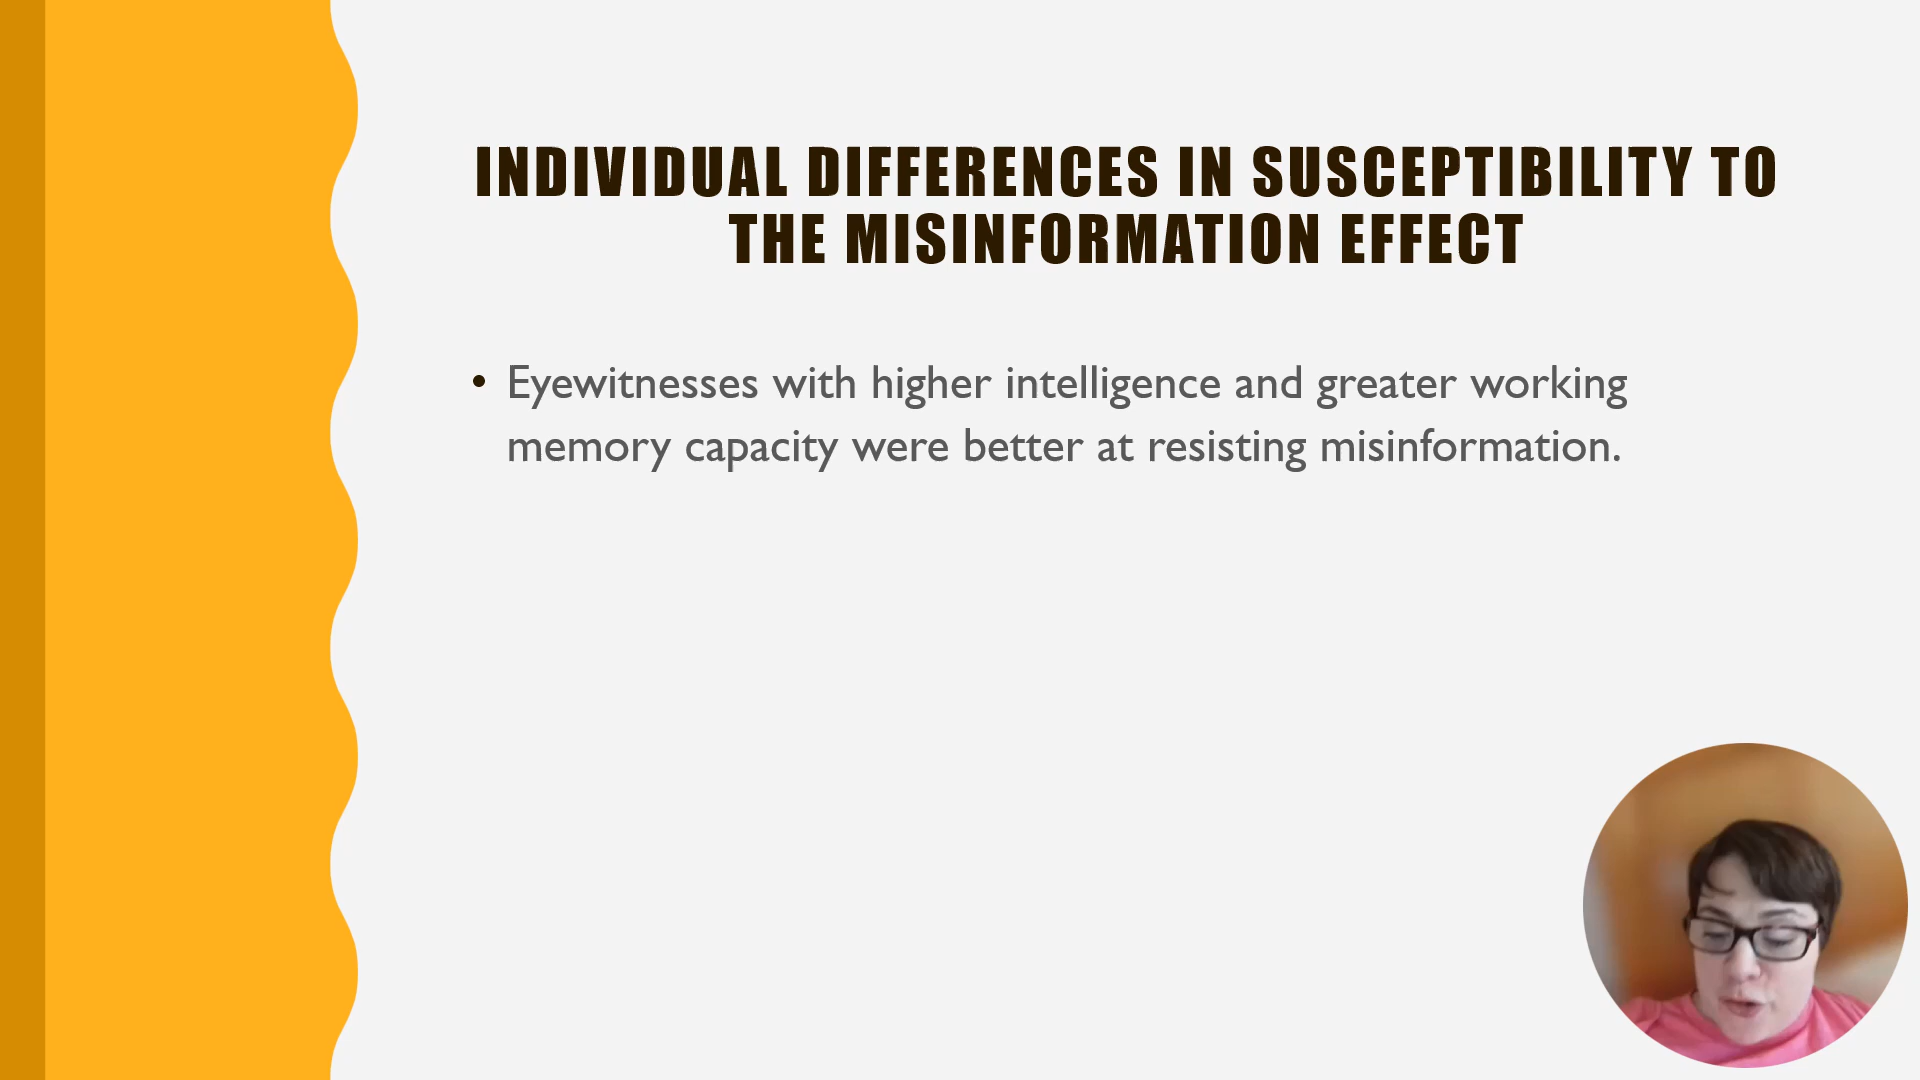 INDIVIDUAL DIFFERENCES IN SUSCEPTIBILITY TO
THE MISINFORMATION EFFECT
• Eyewitnesses with higher intelligence and greater working
memory capacity were better at resisting misinformation.